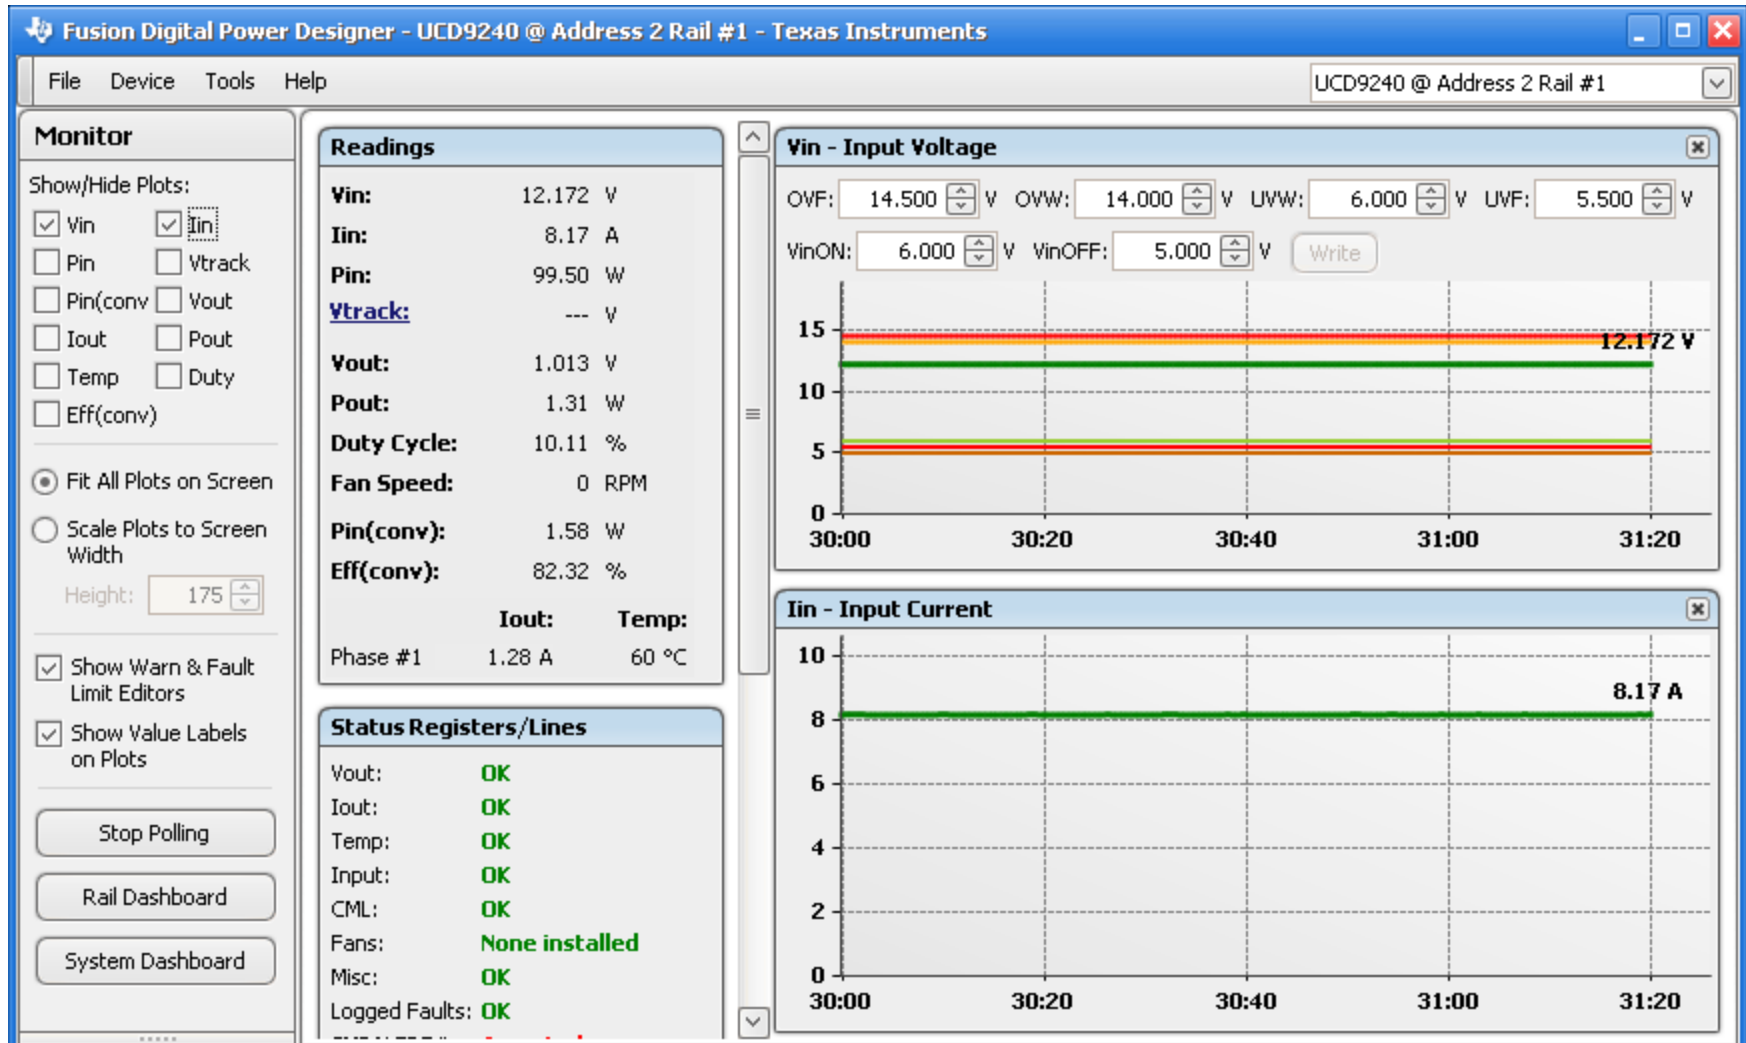 Fusion Digital Power Designer - UCD9240 @ Address 2 Rail #1 - Texas Instruments
File Device Tools Help
UCD9240 @ Address 2 Rail #1
Monitor
Show/Hide Plots:
Vin Iin
Pin Vtrack
Pin(conv Vout
Iout Pout
Temp Duty
Eff(conv)
Fit All Plots on Screen
Scale Plots to Screen
Width
Height: 175
Show Warn & Fault
Limit Editors
Show Value Labels
on Plots
Stop Polling
Rail Dashboard
System Dashboard
Readings
Vin: 12.172 V
Iin: 8.17 A
Pin: 99.50 W
Vtrack: --- V
Vout: 1.013 V
Pout: 1.31 W
Duty Cycle: 10.11 %
Fan Speed: 0 RPM
Pin(conv): 1.58 W
Eff(conv): 82.32 %
Iout: Temp:
Phase #1 1.28 A 60 °C
Status Registers/Lines
Vout: OK
Iout: OK
Temp: OK
Input: OK
CML: OK
Fans: None installed
Misc: OK
Logged Faults: OK
Vin - Input Voltage
OVF: 14.500 V OVW: 14.000 V UVW: 6.000 V UVF: 5.500 V
VinON: 6.000 V VinOFF: 5.000 V Write
15
12.172 V
10
5
0
30:00 30:20 30:40 31:00 31:20
Iin - Input Current
10
8.17 A
8
6
4
2
0
30:00 30:20 30:40 31:00 31:20